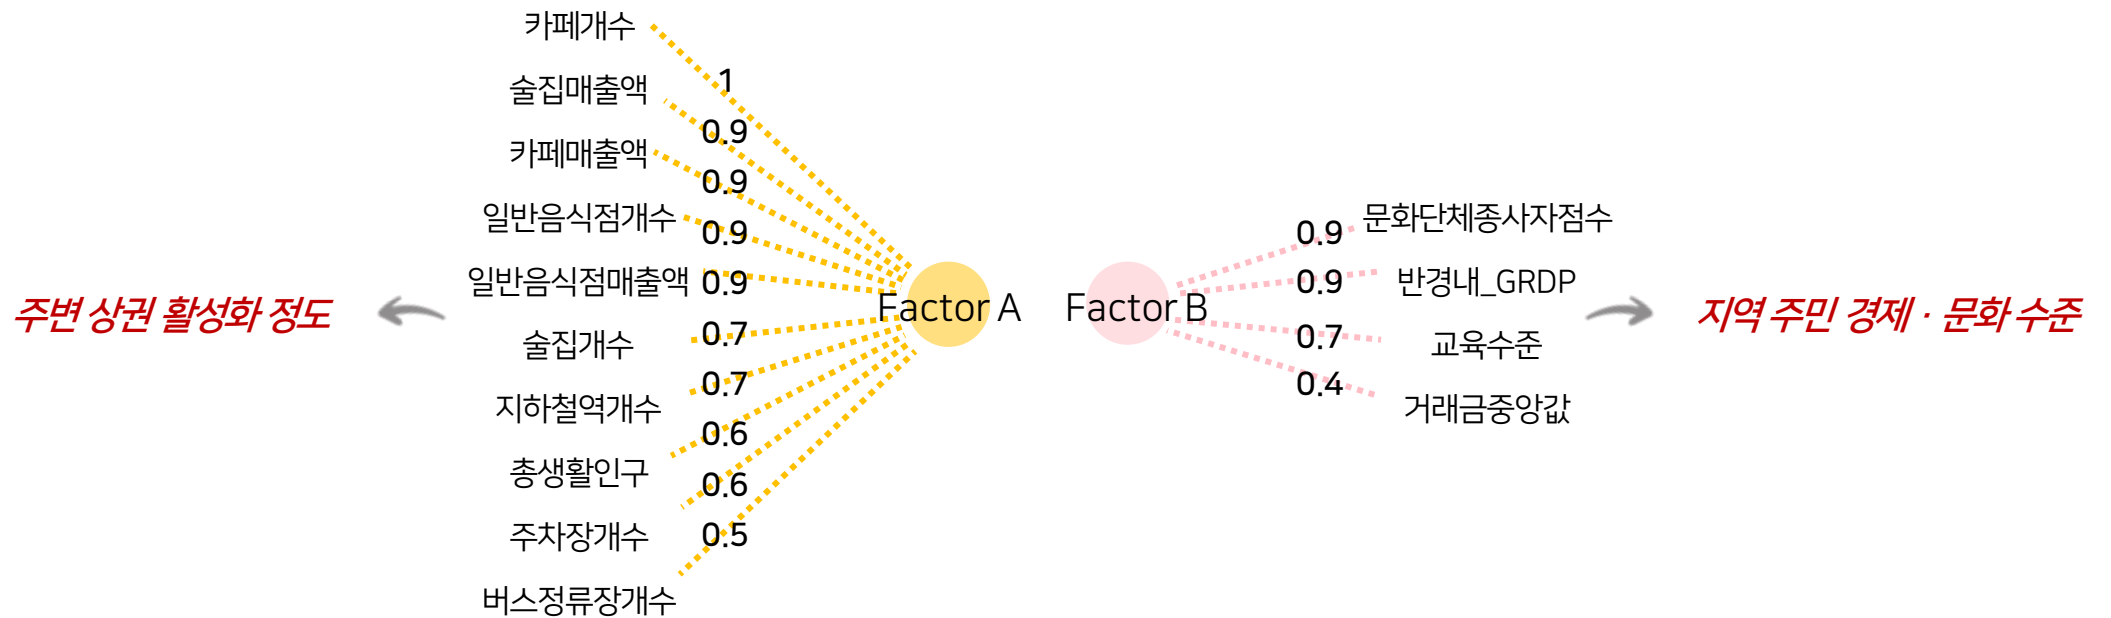 카페개수
술집매출액
카페매출액
일반음식점개수
일반음식점매출액
술집개수
지하철역개수
총생활인구
주차장개수
버스정류장개수
1
0.9
0.9
0.9
0.9
0.7
0.7
0.6
0.6
0.5
주변 상권 활성화 정도
Factor A
Factor B
0.9
0.9
0.7
0.4
문화단체종사자점수
반경내_GRDP
교육수준
거래금중앙값
지역 주민 경제 · 문화 수준